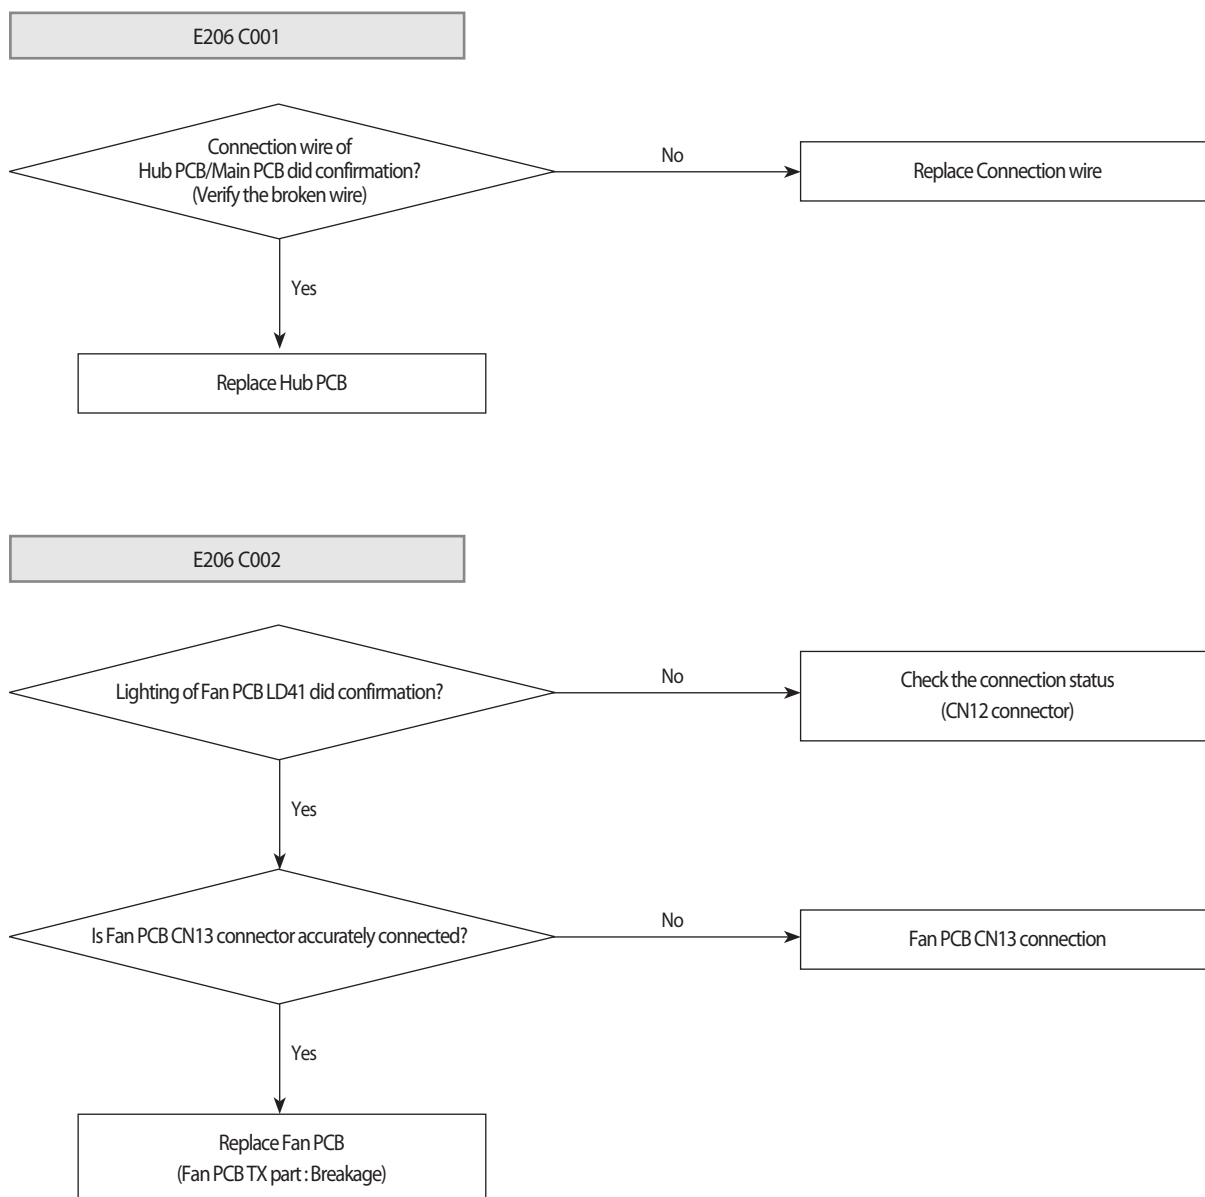 E206 C001
Connection wire of
Hub PCB/Main PCB did confirmation?
(Verify the broken wire)
No
Replace Connection wire
Yes
Replace Hub PCB
E206 C002
Lighting of Fan PCB LD41 did confirmation?
No
Check the connection status
(CN12 connector)
Yes
Is Fan PCB CN13 connector accurately connected?
No
Fan PCB CN13 connection
Yes
Replace Fan PCB
(Fan PCB TX part : Breakage)